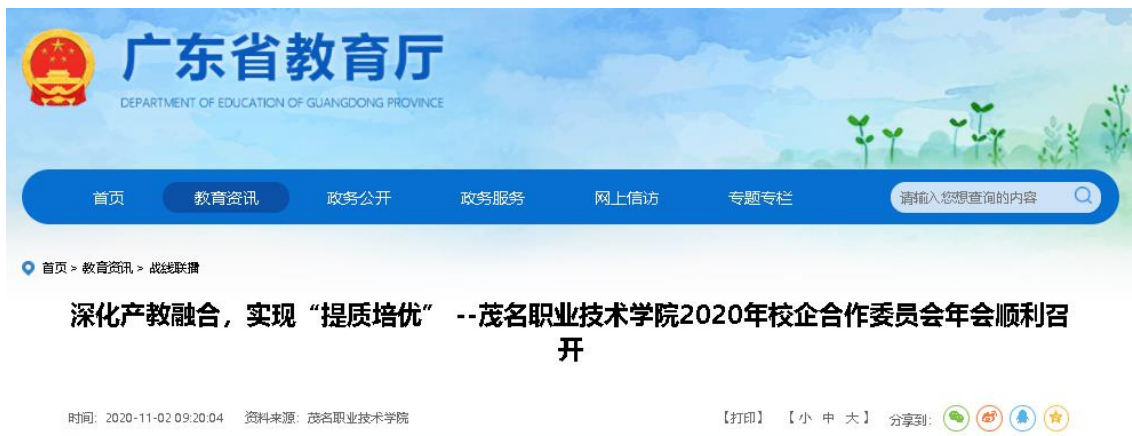 广东省教育厅
DEPARTMENT OF EDUCATION OF GUANGDONG PROVINCE
首页 教育资讯 政务公开 政务服务 网上信访 专题专栏 请输入您想查询的内容
首页 > 教育资讯 > 战线联播
深化产教融合，实现“提质培优” --茂名职业技术学院2020年校企合作委员会年会顺利召
开
时间: 2020-11-02 09:20:04 资料来源: 茂名职业技术学院 【打印】 【小 中 大】 分享到: